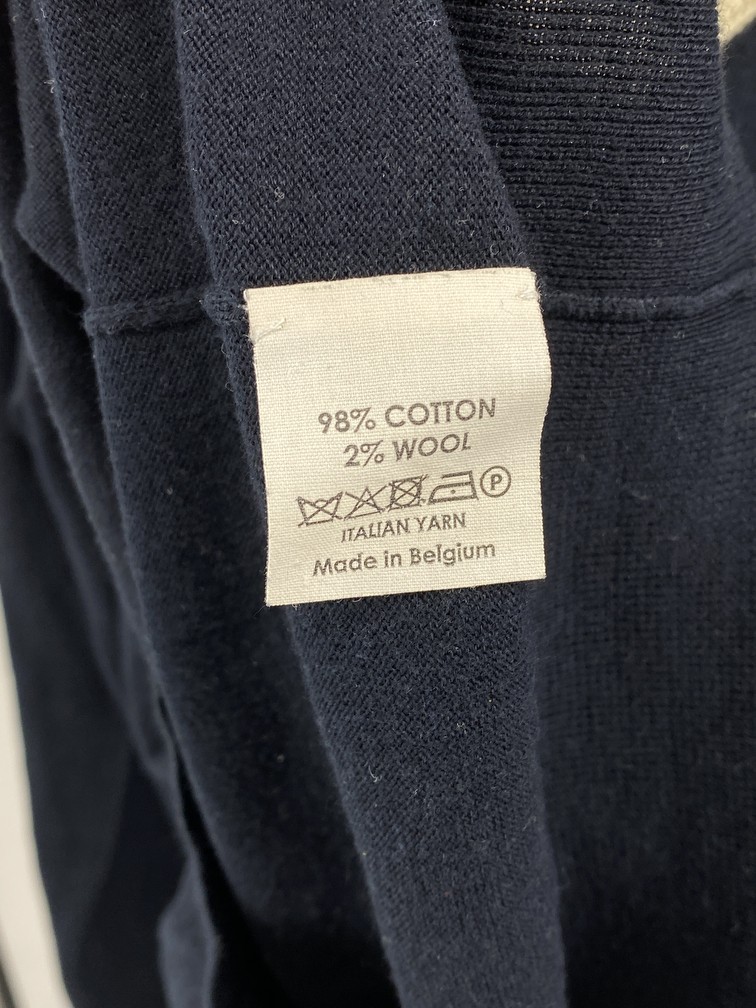 98% COTTON
2% WOOL
P
ITALIAN YARN
Made in Belgium